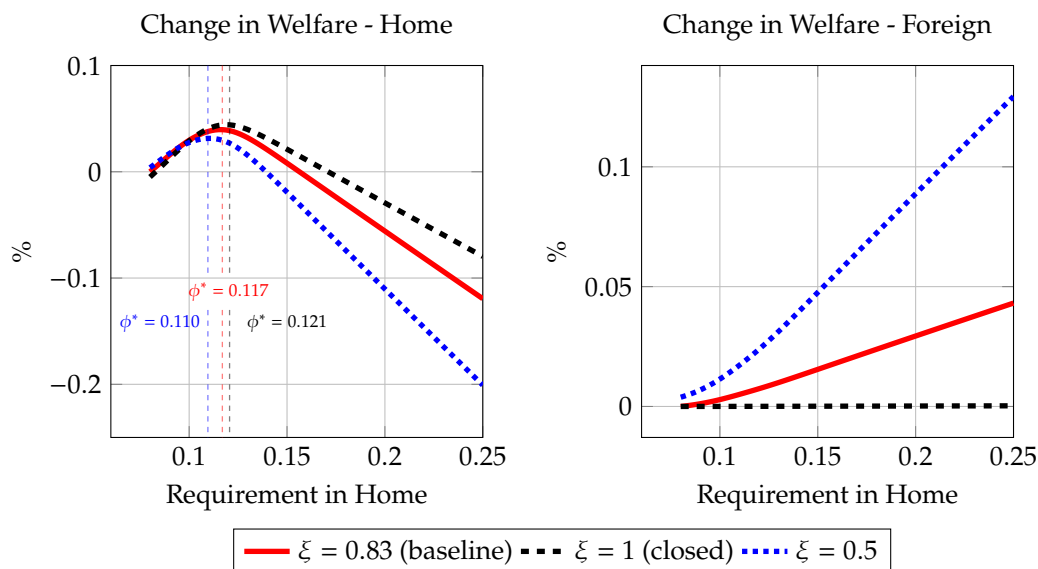 Change in Welfare - Home
0.1
0
−0.1
−0.2
%
ϕ* = 0.117
ϕ* = 0.110
ϕ* = 0.121
0.1 0.15 0.2 0.25
Requirement in Home
Change in Welfare - Foreign
0.1
0.05
0
%
0.1 0.15 0.2 0.25
Requirement in Home
ξ = 0.83 (baseline) ξ = 1 (closed) ξ = 0.5